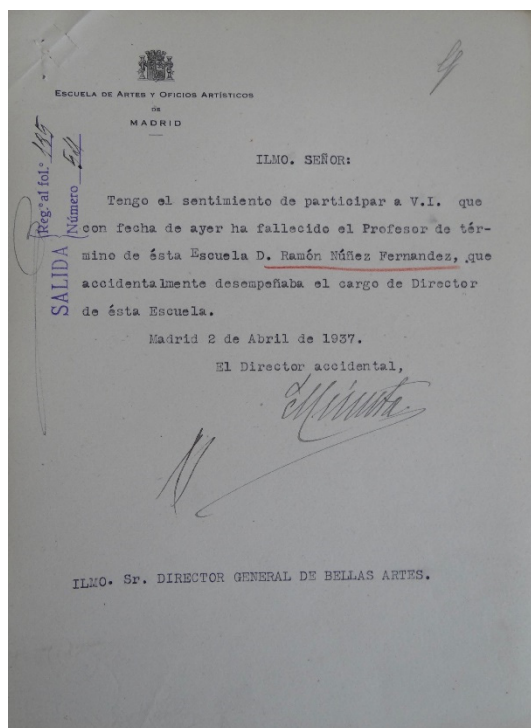 ESCUELA DE ARTES Y OFICIOS ARTÍSTICOS
DE
MADRID
SALIDA
Reg.º al fol.º 195
Número 54
ILMO. SEÑOR:
Tengo el sentimiento de participar a V.I. que
con fecha de ayer ha fallecido el Profesor de tér-
mino de ésta Escuela D. Ramón Núñez Fernandez, que
accidentalmente desempeñaba el cargo de Director
de ésta Escuela.
Madrid 2 de Abril de 1937.
El Director accidental,
ILMO. Sr. DIRECTOR GENERAL DE BELLAS ARTES.